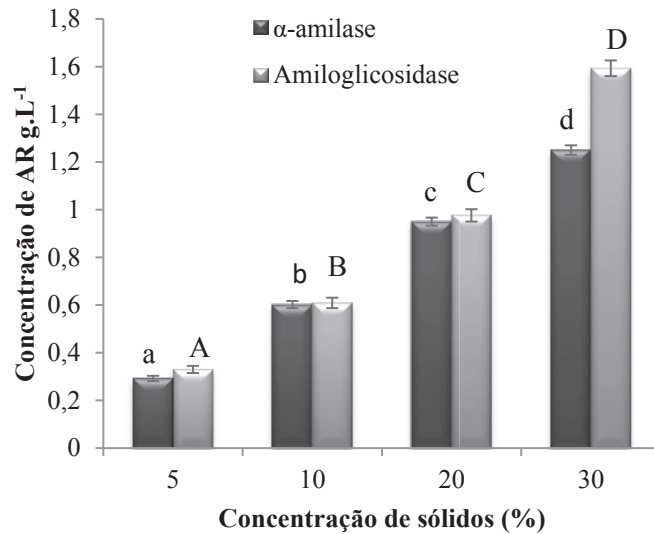 α-amilase
Amiloglicosidase
Concentração de AR g.L⁻¹
1,8
1,6
1,4
1,2
1
0,8
0,6
0,4
0,2
0
a
A
b
B
c
C
d
D
5
10
20
30
Concentração de sólidos (%)